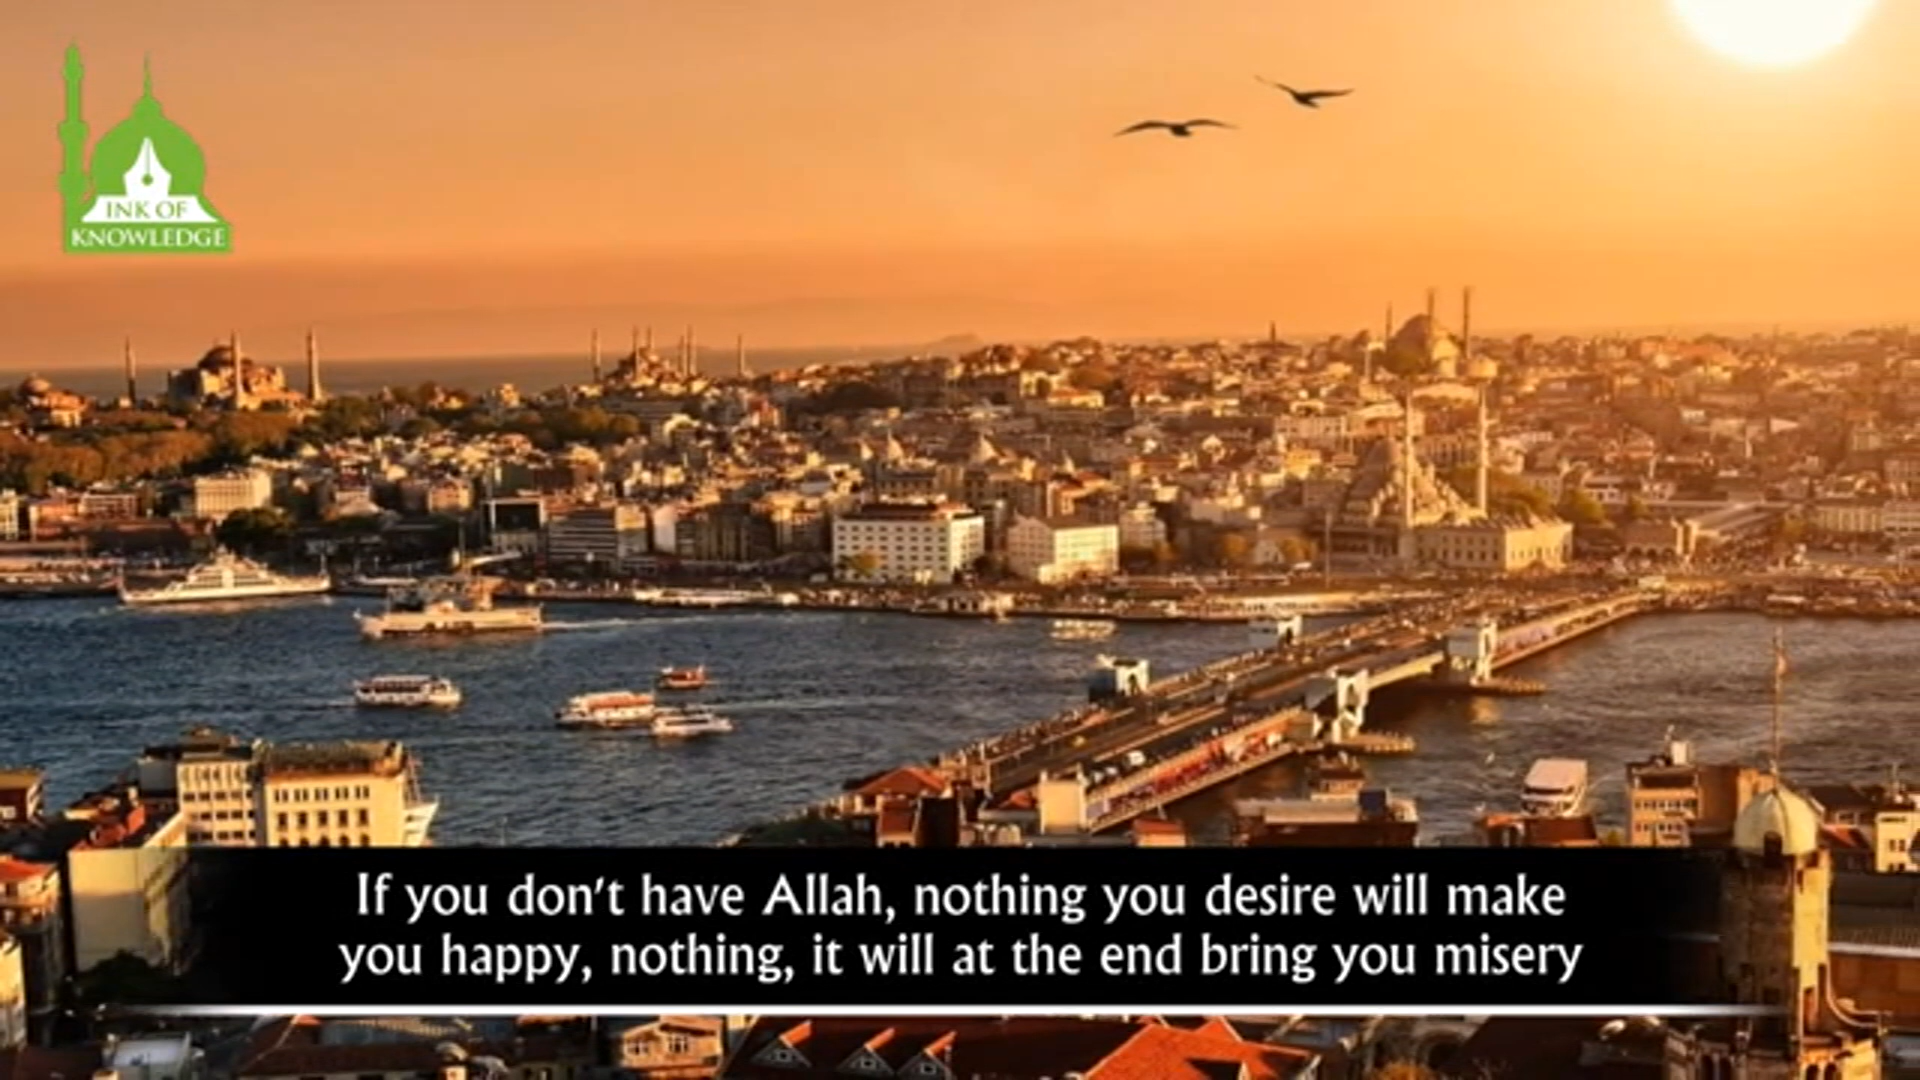 INK OF
KNOWLEDGE
If you don't have Allah, nothing you desire will make
you happy, nothing, it will at the end bring you misery